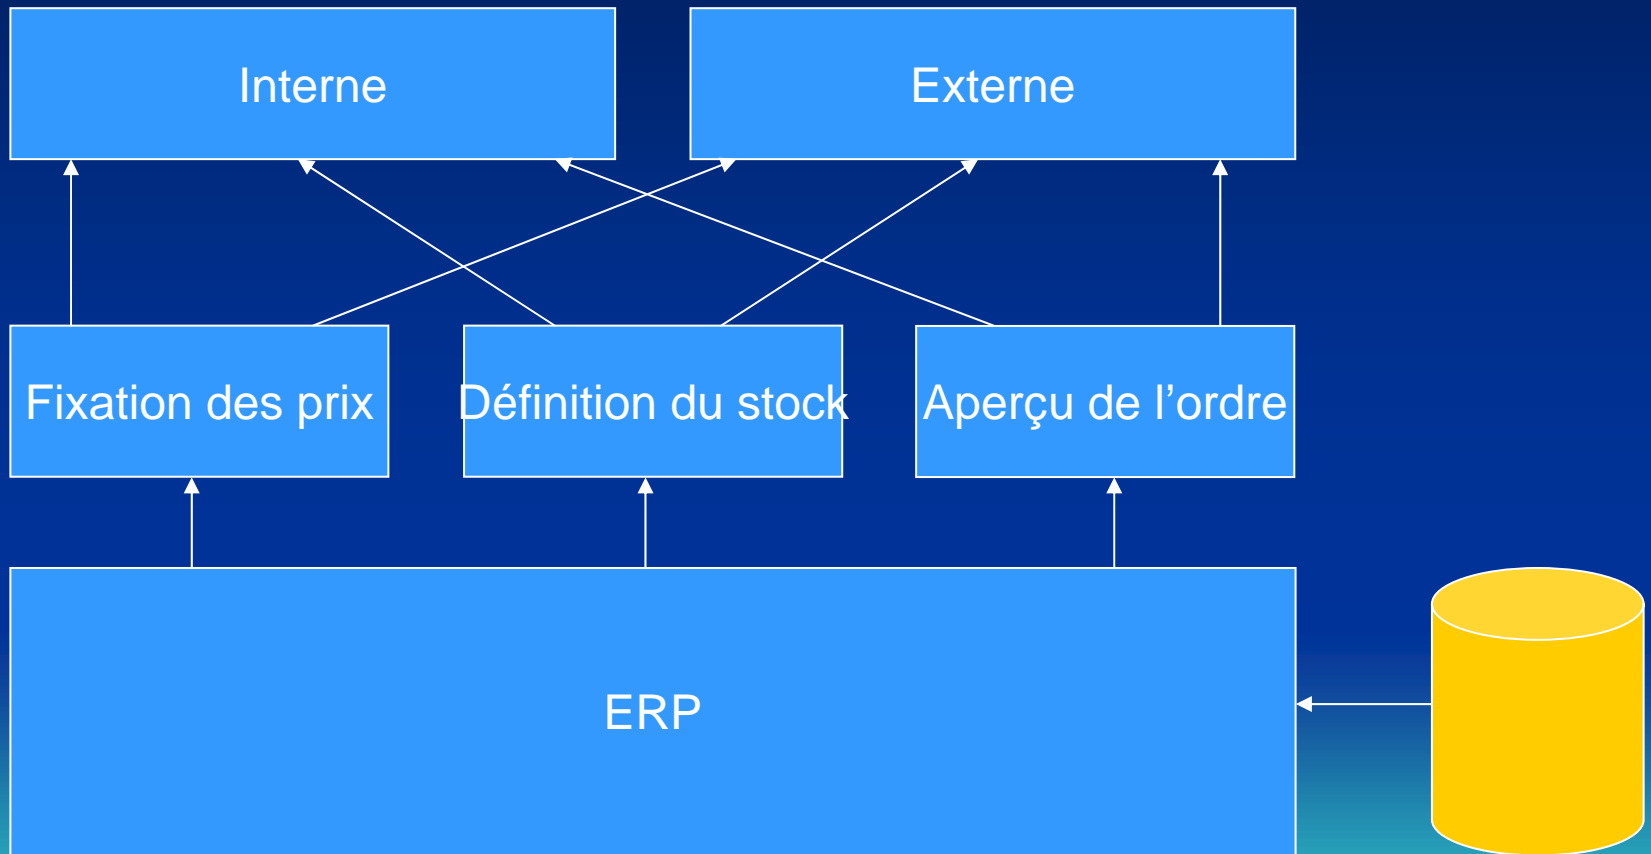 Interne
Externe
Fixation des prix
Définition du stock
Aperçu de l’ordre
ERP